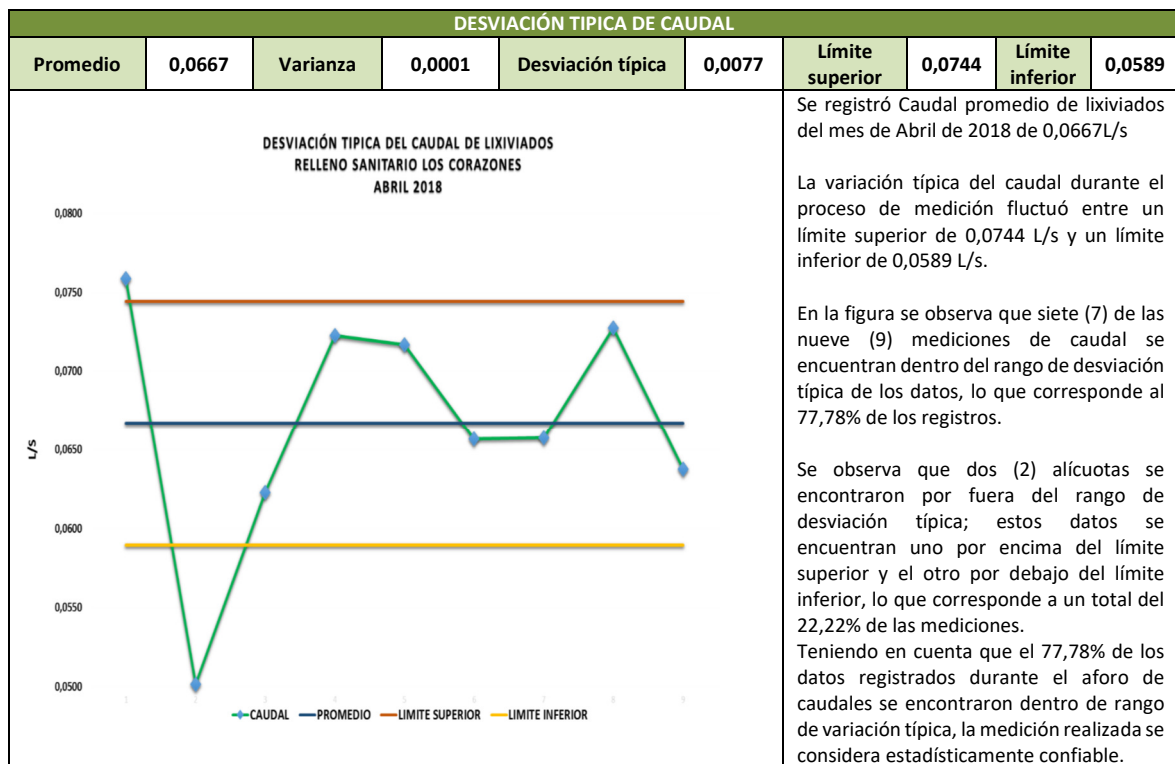 DESVIACIÓN TIPICA DE CAUDAL
Promedio 0,0667 Varianza 0,0001 Desviación típica 0,0077 Límite superior 0,0744 Límite inferior 0,0589
DESVIACIÓN TIPICA DEL CAUDAL DE LIXIVIADOS
RELLENO SANITARIO LOS CORAZONES
ABRIL 2018
L/s
0,0800
0,0750
0,0700
0,0650
0,0600
0,0550
0,0500
1 2 3 4 5 6 7 8 9
CAUDAL PROMEDIO LIMITE SUPERIOR LIMITE INFERIOR
Se registró Caudal promedio de lixiviados
del mes de Abril de 2018 de 0,0667L/s
La variación típica del caudal durante el
proceso de medición fluctuó entre un
límite superior de 0,0744 L/s y un límite
inferior de 0,0589 L/s.
En la figura se observa que siete (7) de las
nueve (9) mediciones de caudal se
encuentran dentro del rango de desviación
típica de los datos, lo que corresponde al
77,78% de los registros.
Se observa que dos (2) alícuotas se
encontraron por fuera del rango de
desviación típica; estos datos se
encuentran uno por encima del límite
superior y el otro por debajo del límite
inferior, lo que corresponde a un total del
22,22% de las mediciones.
Teniendo en cuenta que el 77,78% de los
datos registrados durante el aforo de
caudales se encontraron dentro de rango
de variación típica, la medición realizada se
considera estadísticamente confiable.